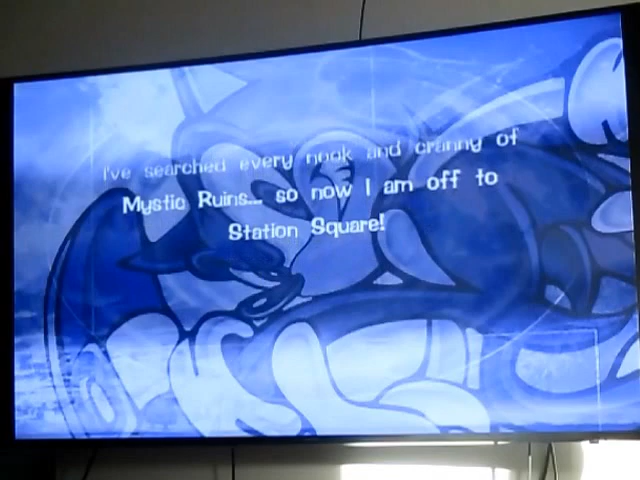 I've searched every nook and cranny of
Mystic Ruins... so now I am off to
Station Square!